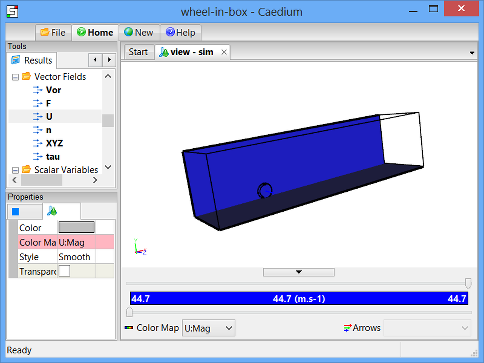 wheel-in-box - Caedium
File Home New Help
Tools
Results
Start view - sim
Vector Fields
Vor
F
U
n
XYZ
tau
Scalar Variables
Properties
Color
Color Ma U:Mag
Style Smooth
Transpare
44.7 44.7 (m.s-1) 44.7
Color Map U:Mag Arrows
Ready